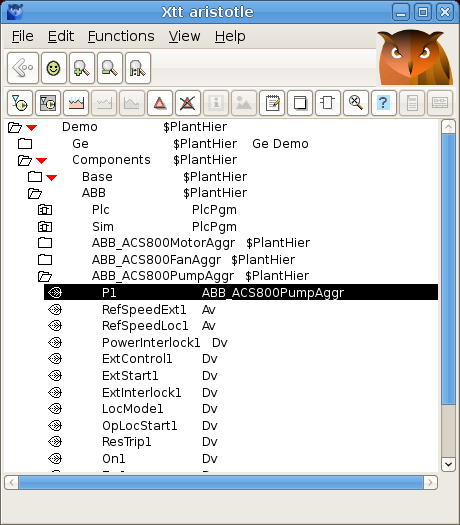 Xtt aristotle
File Edit Functions View Help
1:1
?
Demo $PlantHier
Ge $PlantHier Ge Demo
Components $PlantHier
Base $PlantHier
ABB $PlantHier
Plc PlcPgm
Sim PlcPgm
ABB_ACS800MotorAggr $PlantHier
ABB_ACS800FanAggr $PlantHier
ABB_ACS800PumpAggr $PlantHier
P1 ABB_ACS800PumpAggr
RefSpeedExt1 Av
RefSpeedLoc1 Av
PowerInterlock1 Dv
ExtControl1 Dv
ExtStart1 Dv
ExtInterlock1 Dv
LocMode1 Dv
OpLocStart1 Dv
ResTrip1 Dv
On1 Dv